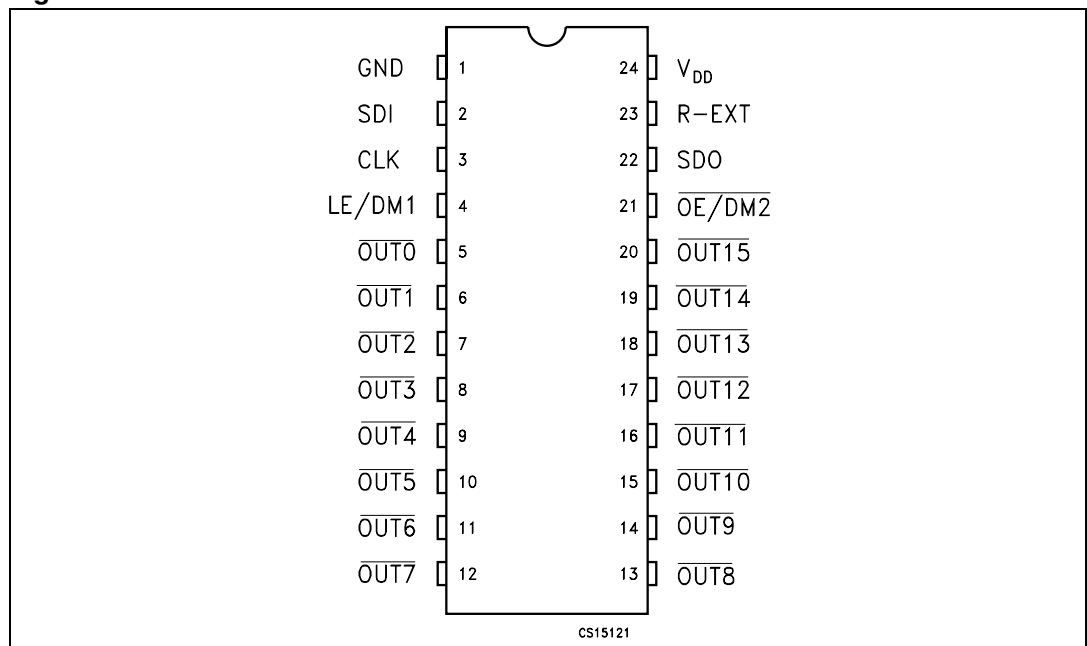 GND 1 24 VDD
SDI 2 23 R-EXT
CLK 3 22 SDO
LE/DM1 4 21 OE/DM2
OUT0 5 20 OUT15
OUT1 6 19 OUT14
OUT2 7 18 OUT13
OUT3 8 17 OUT12
OUT4 9 16 OUT11
OUT5 10 15 OUT10
OUT6 11 14 OUT9
OUT7 12 13 OUT8
CS15121